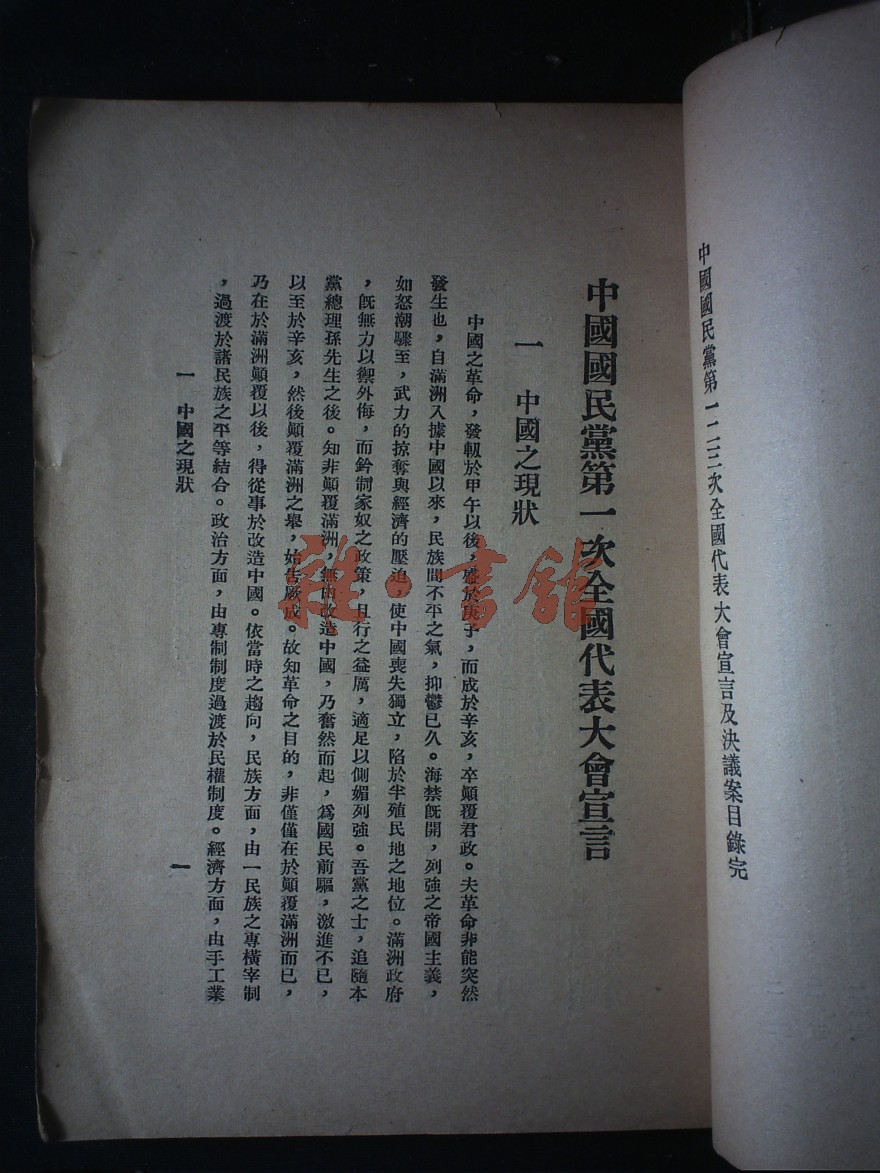 中國國民黨第一二三次全國代表大會宣言及決議案目錄完
中國國民黨第一次全國代表大會宣言
一　中國之現狀
中國之革命，發軔於甲午以後，盛於庚子，而成於辛亥，卒顛覆君政。夫革命非能突然
發生也，自滿洲入據中國以來，民族間不平之氣，抑鬱已久。海禁既開，列強之帝國主義，
如怒潮驟至，武力的掠奪與經濟的壓迫，使中國喪失獨立，陷於半殖民地之地位。滿洲政府
，既無力以禦外侮，而鈐制家奴之政策，且行之益厲，適足以側媚列強。吾黨之士，追隨本
黨總理孫先生之後。知非顛覆滿洲，無由改造中國，乃奮然而起，爲國民前驅，激進不已，
以至於辛亥，然後顛覆滿洲之舉，始告厥成。故知革命之目的，非僅僅在於顛覆滿洲而已，
乃在於滿洲顛覆以後，得從事於改造中國。依當時之趨向，民族方面，由一民族之專橫宰制
，過渡於諸民族之平等結合。政治方面，由專制制度過渡於民權制度。經濟方面，由手工業
一　中國之現狀
一
雜·書館